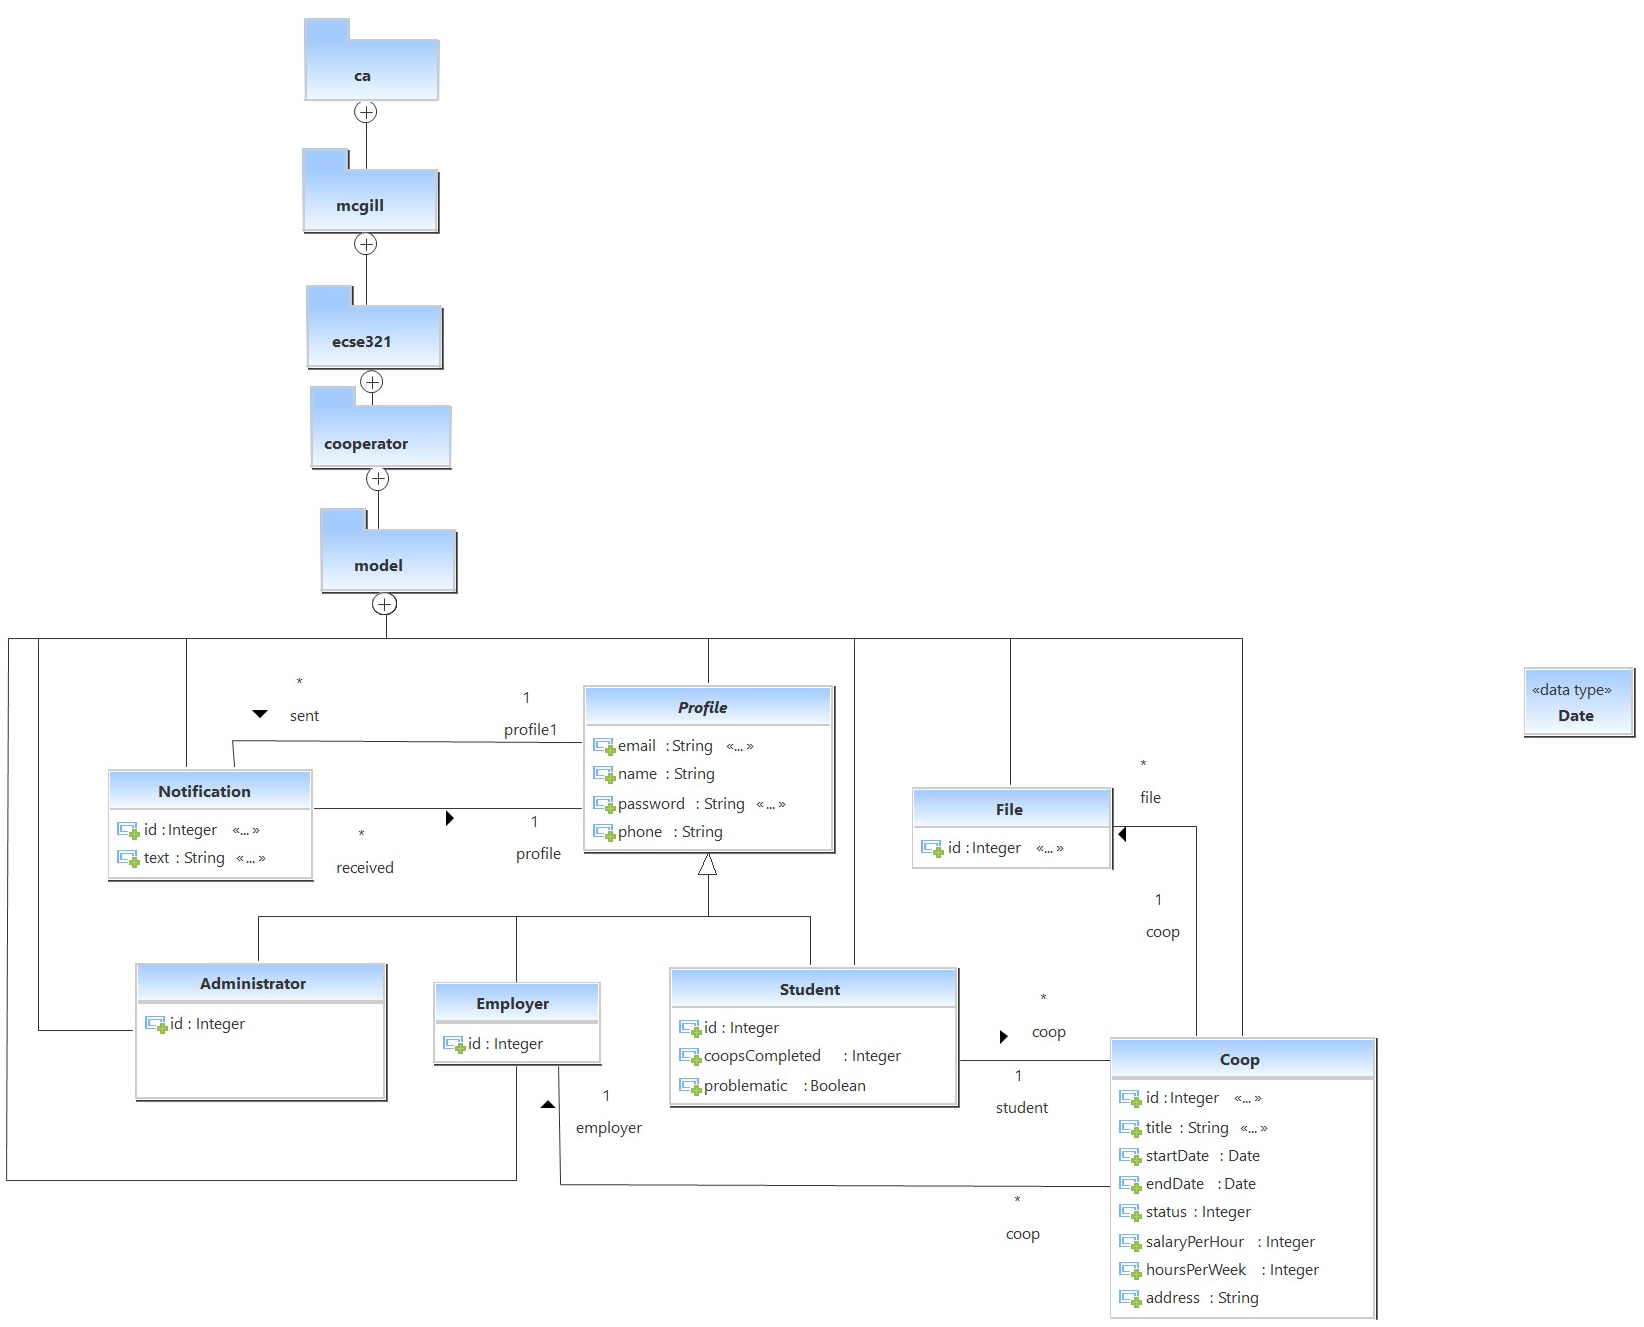 ca
mcgill
ecse321
cooperator
model
*
sent
1
profile1
Profile
email : String «... »
name : String
password : String «... »
phone : String
«data type»
Date
Notification
id : Integer «... »
text : String «... »
*
received
1
profile
File
id : Integer «... »
*
file
1
coop
Administrator
id : Integer
Employer
id : Integer
Student
id : Integer
coopsCompleted : Integer
problematic : Boolean
*
coop
1
student
1
employer
*
coop
Coop
id : Integer «... »
title : String «... »
startDate : Date
endDate : Date
status : Integer
salaryPerHour : Integer
hoursPerWeek : Integer
address : String